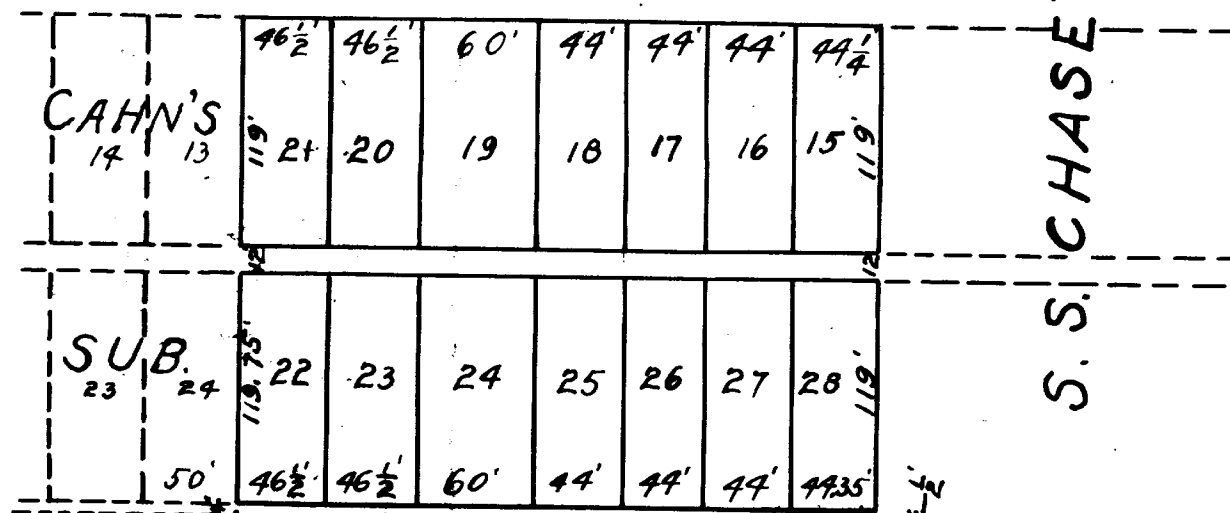 46½' 46½' 60' 44' 44' 44' 44¼
CAHN'S
14 13 119' 21 20 19 18 17 16 15 119'
12 12
SUB.
23 24 119.75' 22 23 24 25 26 27 28 119'
50' 46½' 46½' 60' 44' 44' 44' 44.35'
½'
S. S. CHASE